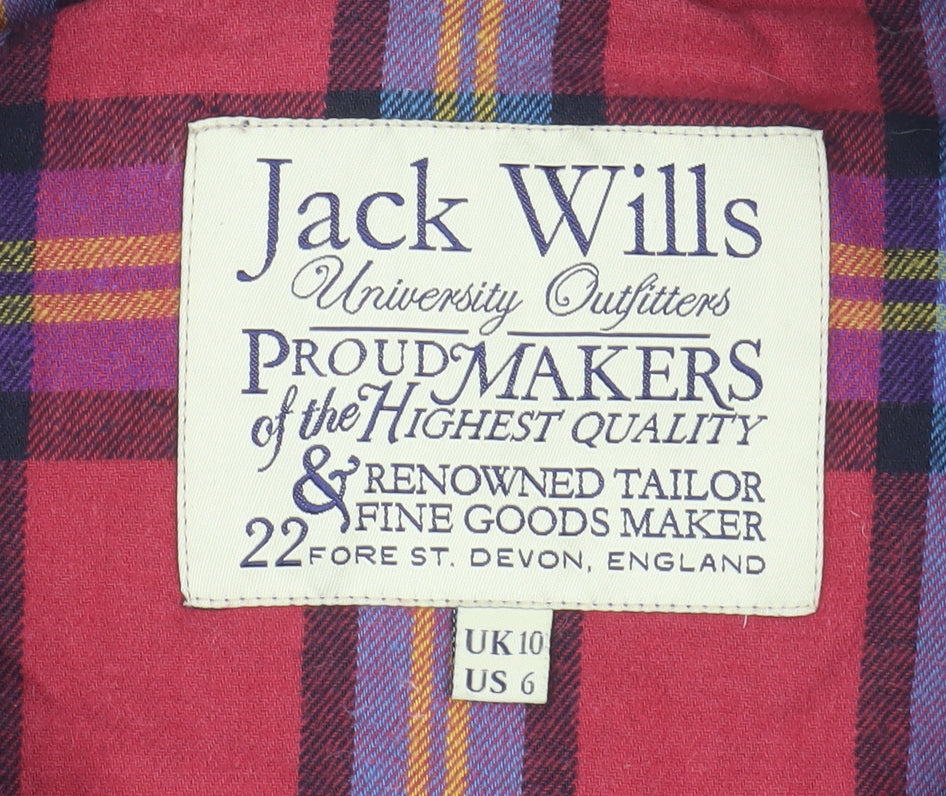 Jack Wills
University Outfitters
PROUD MAKERS
of the HIGHEST QUALITY
& RENOWNED TAILOR
FINE GOODS MAKER
22 FORE ST. DEVON, ENGLAND
UK 10
US 6